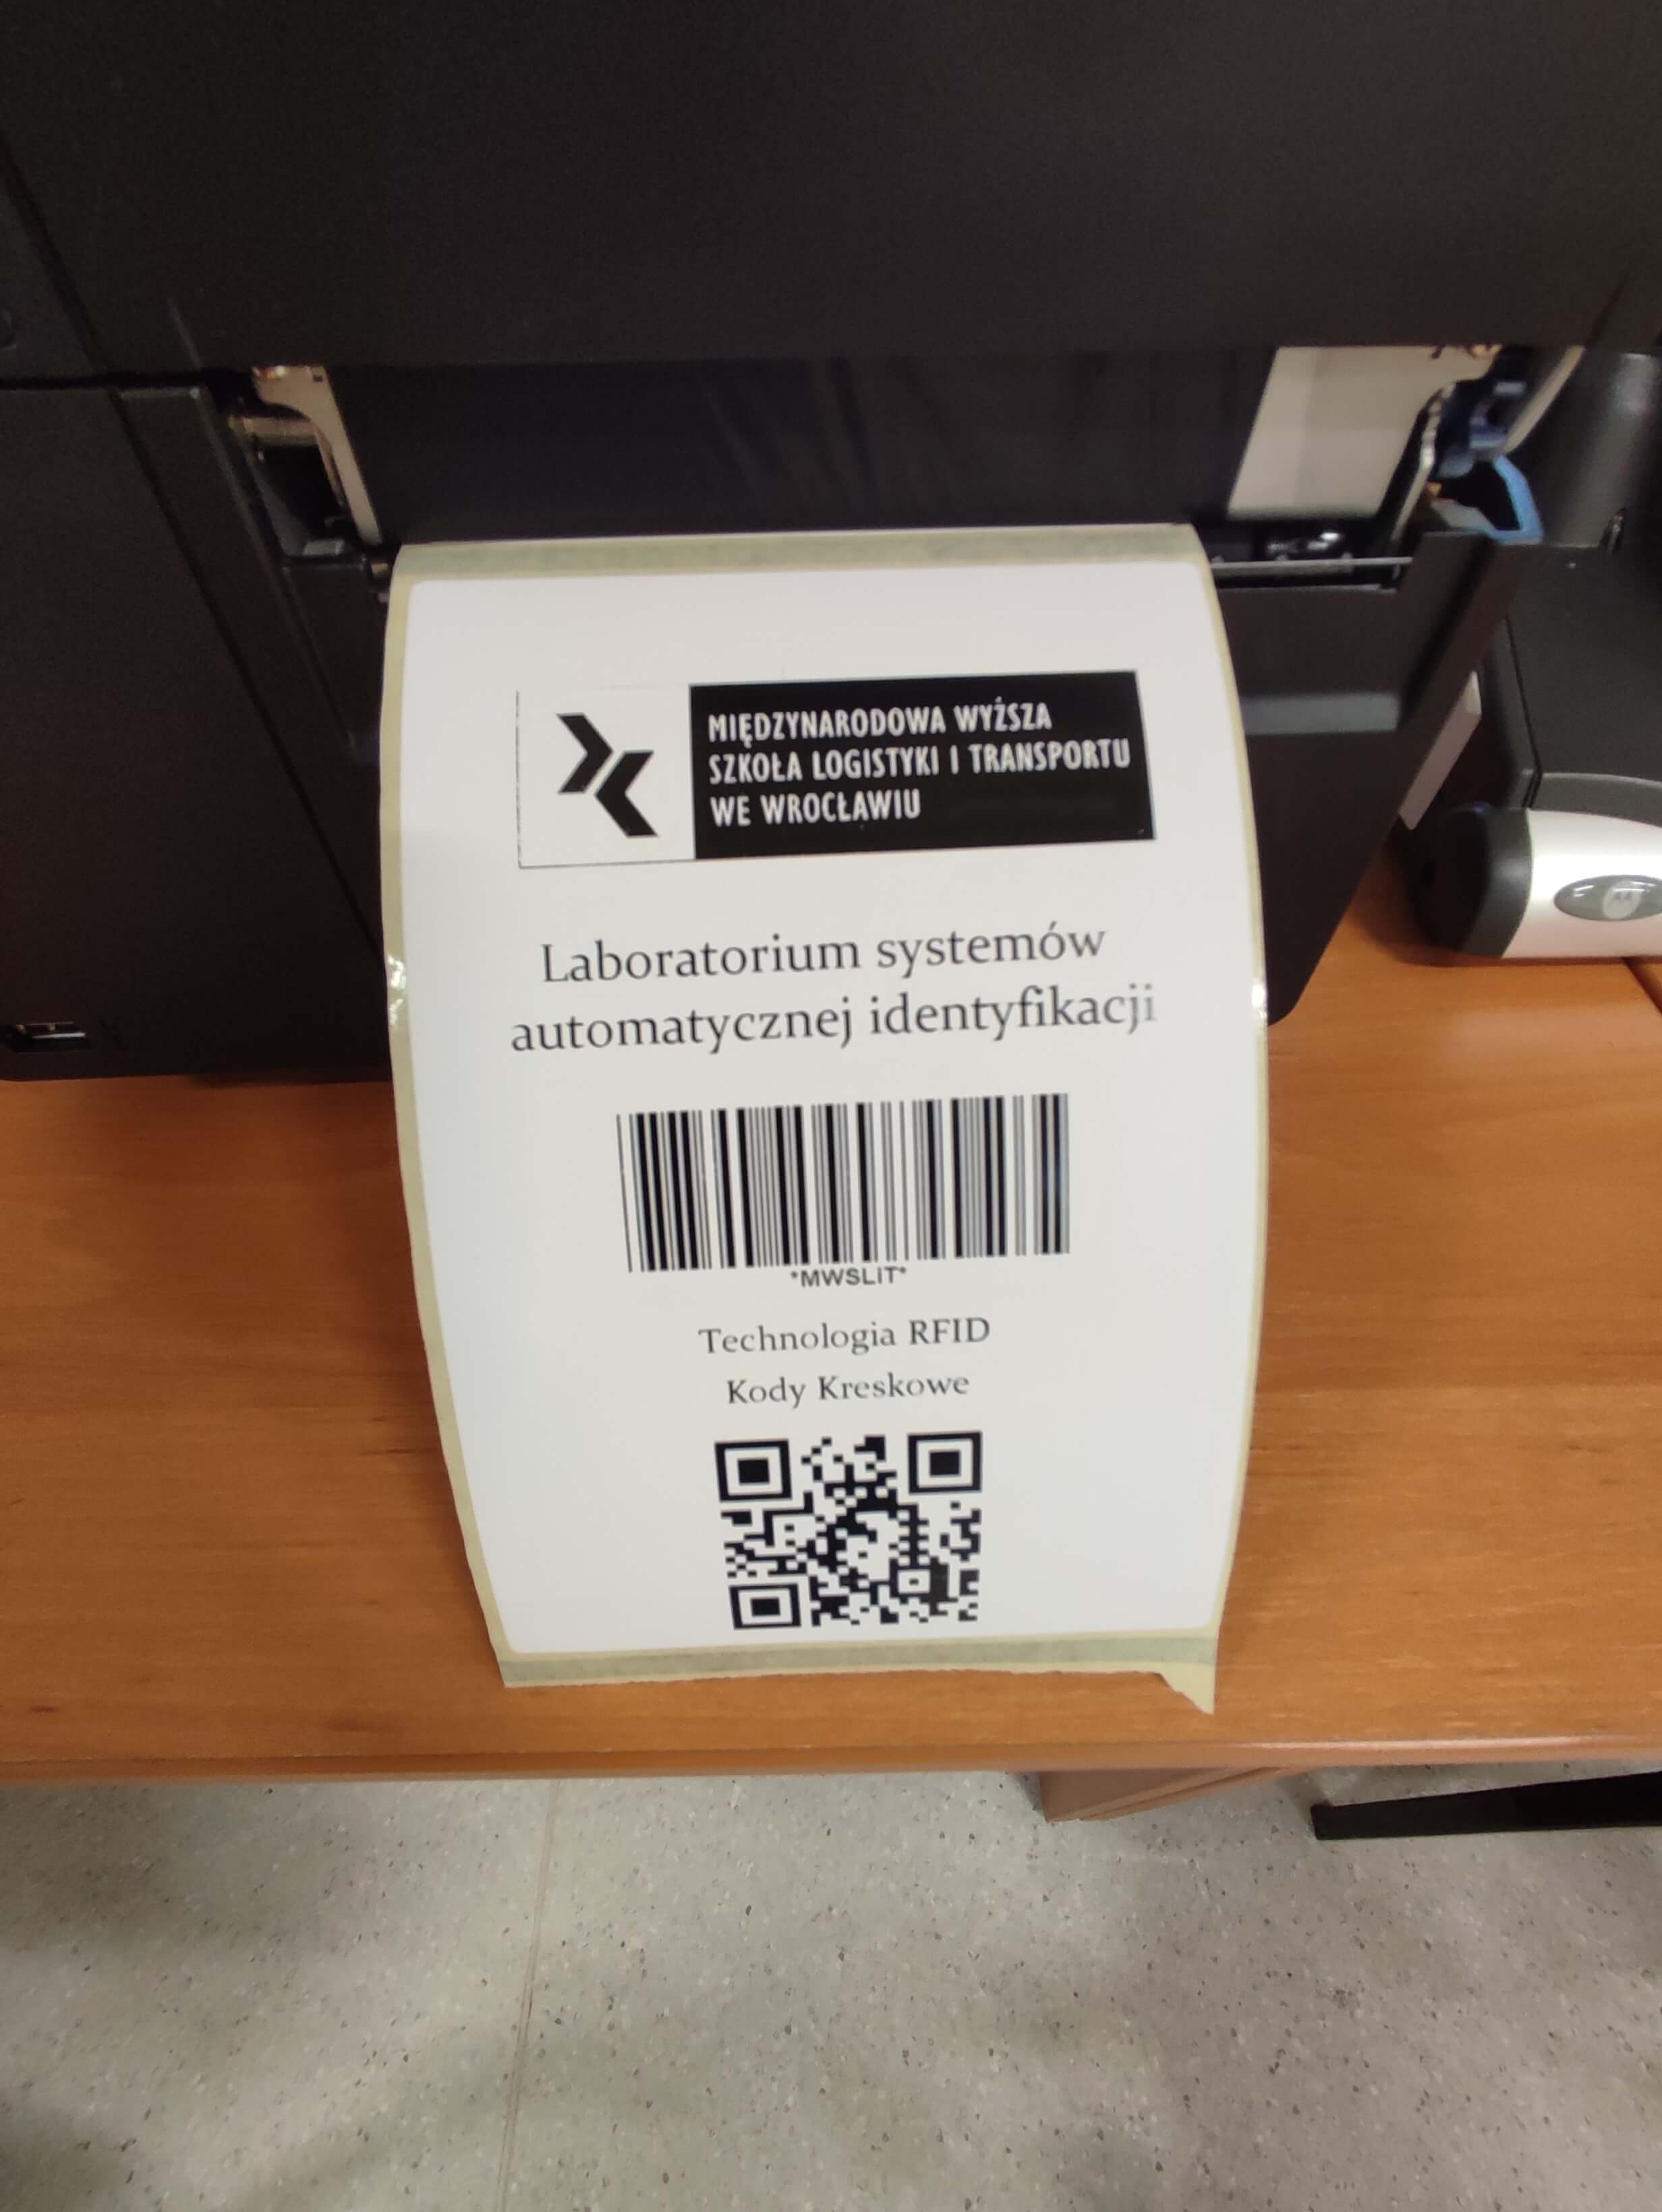 MIĘDZYNARODOWA WYŻSZA
SZKOŁA LOGISTYKI I TRANSPORTU
WE WROCŁAWIU
Laboratorium systemów
automatycznej identyfikacji
*MWSLiT*
Technologia RFID
Kody Kreskowe